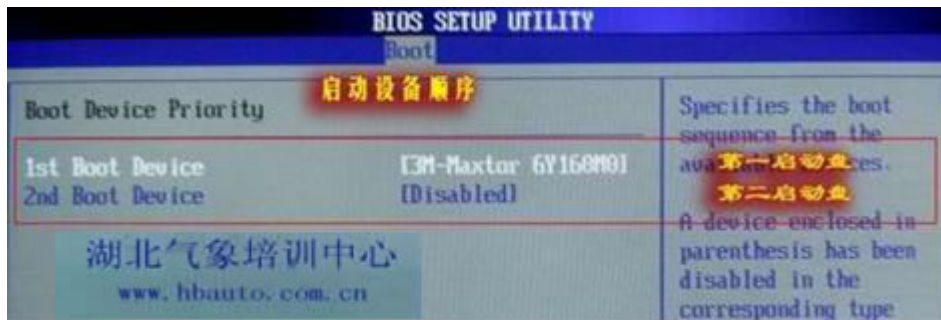 BIOS SETUP UTILITY
Boot
启动设备顺序
Boot Device Priority
1st Boot Device [3M-Maxtor 6Y160M0]
2nd Boot Device [Disabled]
Specifies the boot
sequence from the
第一启动盘
第二启动盘
A device enclosed in
parenthesis has been
disabled in the
corresponding type
湖北气象培训中心
www.hbauto.com.cn